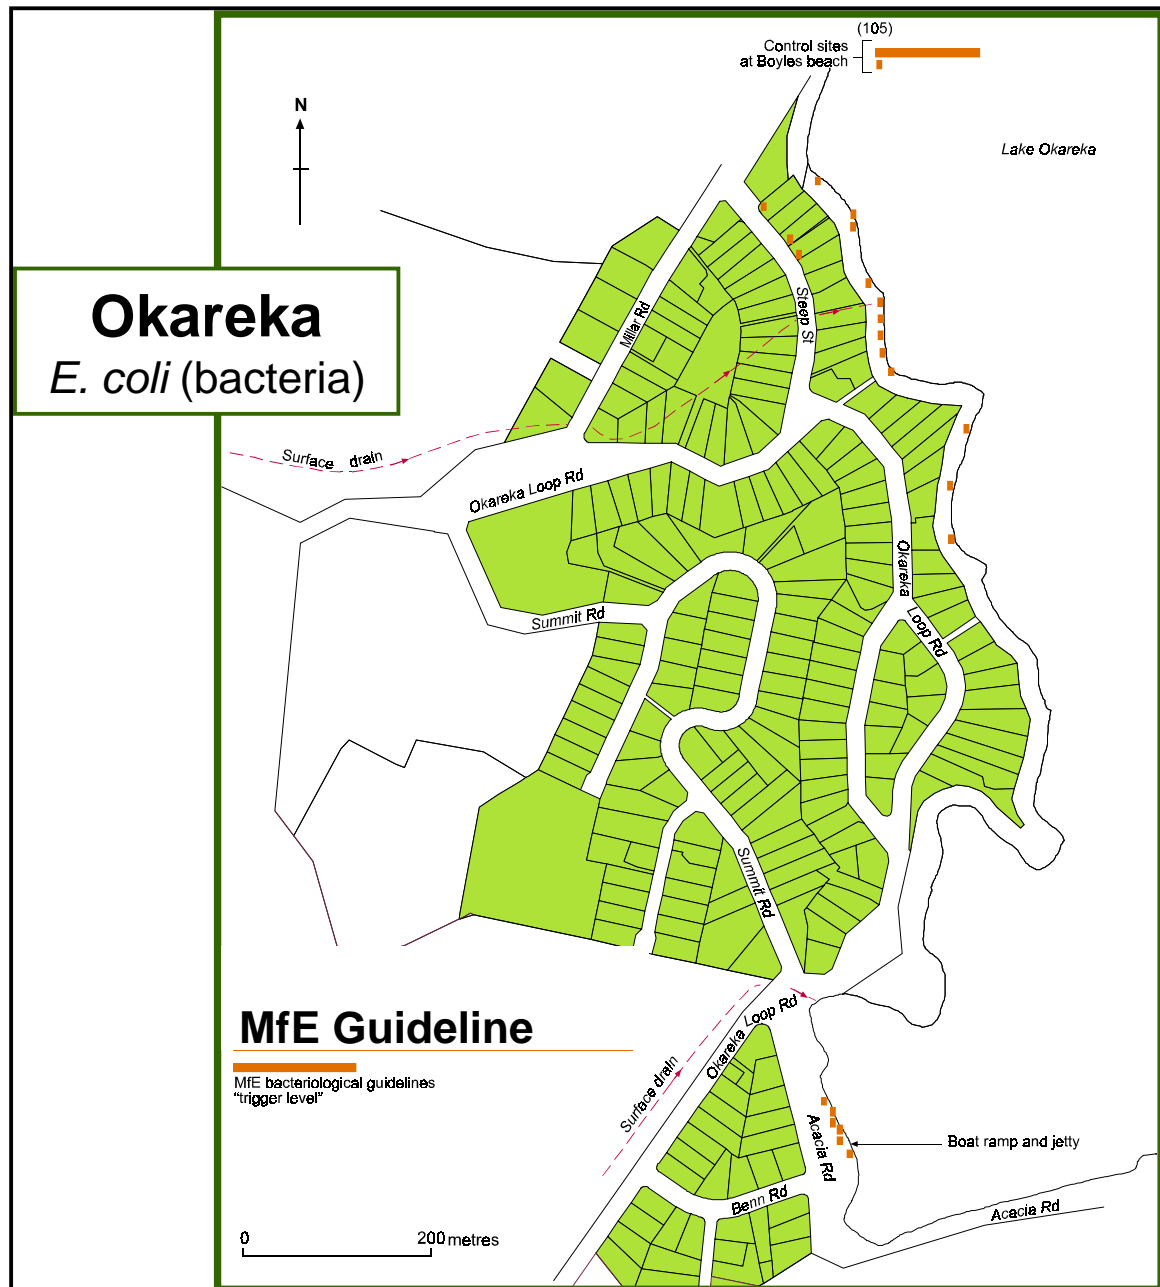 (105)
Control sites
at Boyles beach
N
Lake Okareka
Okareka
E. coli (bacteria)
Millar Rd
Steep St
Surface drain
Okareka Loop Rd
Okareka
Loop Rd
Summit Rd
Summit Rd
MfE Guideline
MfE bacteriological guidelines
"trigger level"
Okareka Loop Rd
Surface drain
Acacia Rd
Boat ramp and jetty
Benn Rd
Acacia Rd
0 200 metres